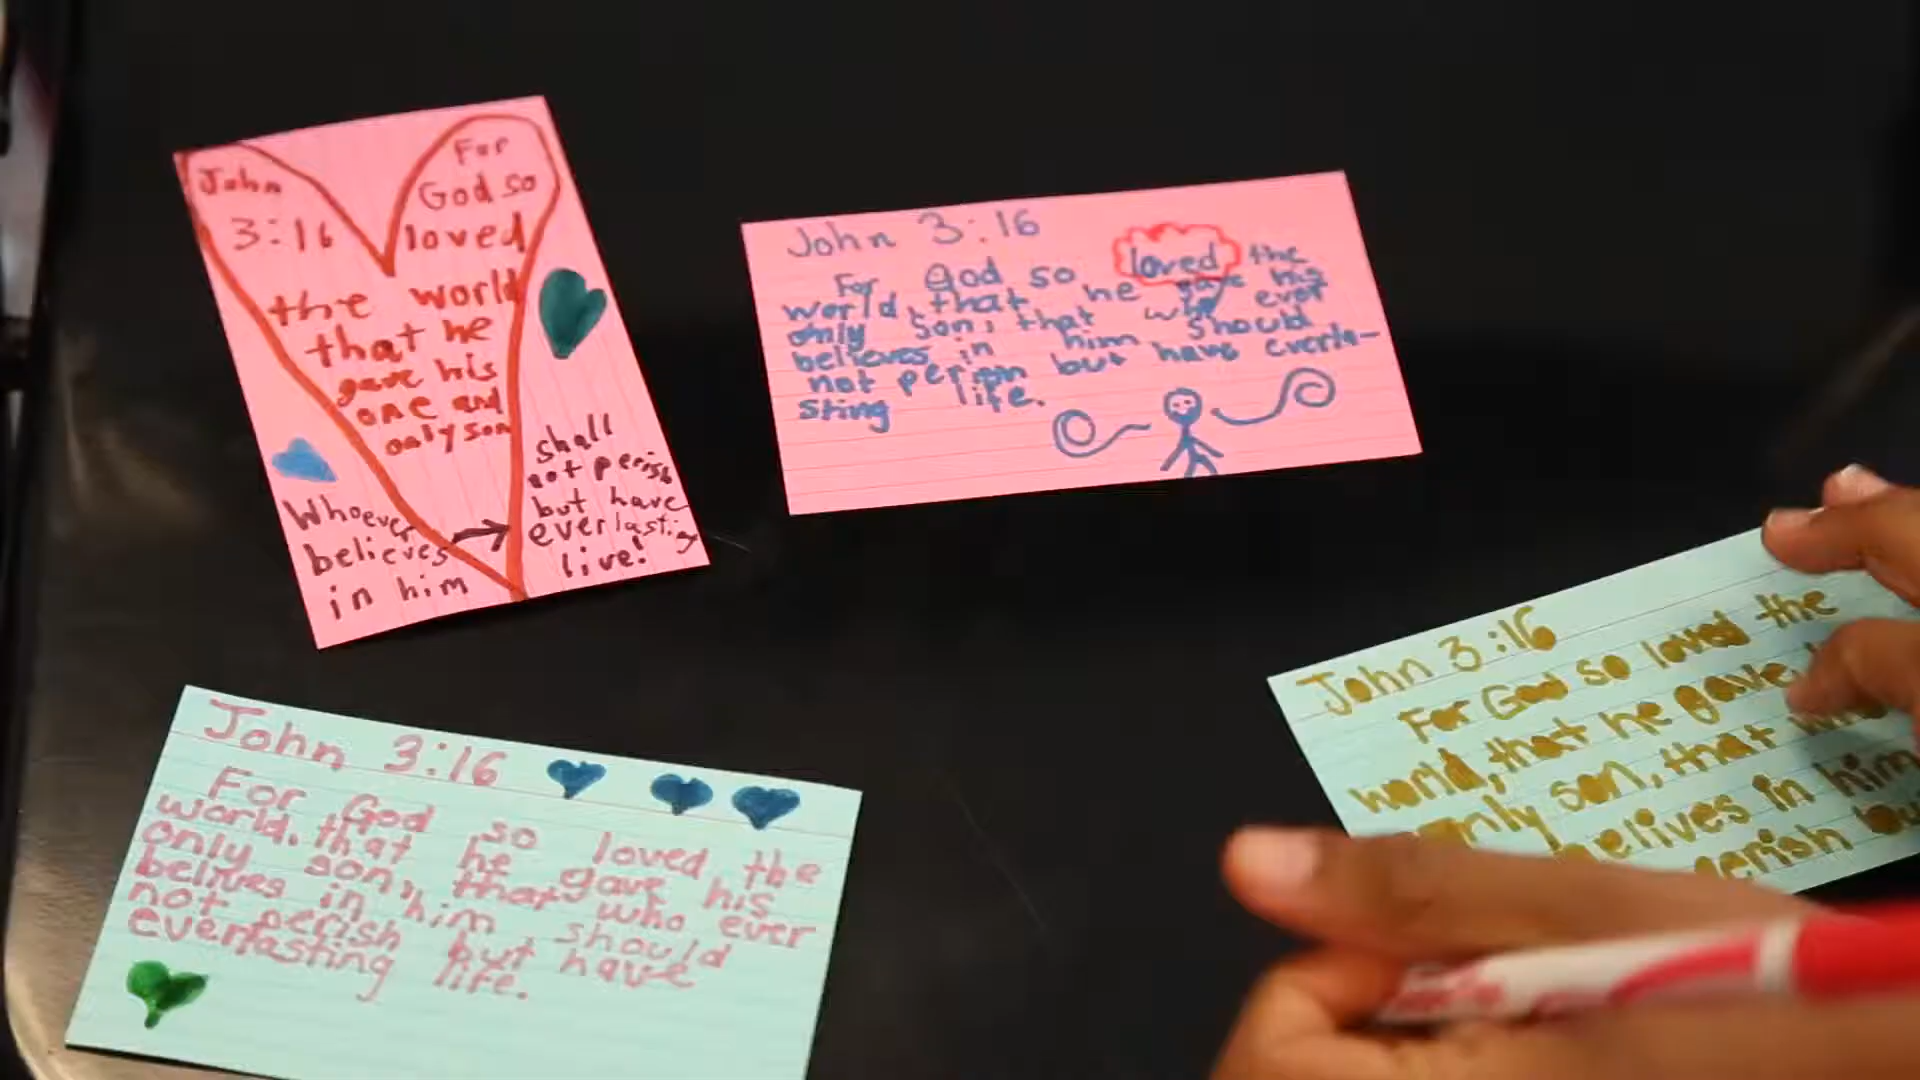 John
3:16
For
God so
loved
the world
that he
gave his
one and
only son
Whoever
believes
in him
shall
not perish
but have
everlasting
live!
John 3:16
For God so loved the
world, that he gave his
only son, that who ever
believes in him should
not perish but have everla-
sting life.
John 3:16
For God so loved the
world, that he gave his
only son, that who ever
belives in him should
not perish but have
everlasting life.
John 3:16
For God so loved the
world, that he gave
only son, that
elives in him
erish